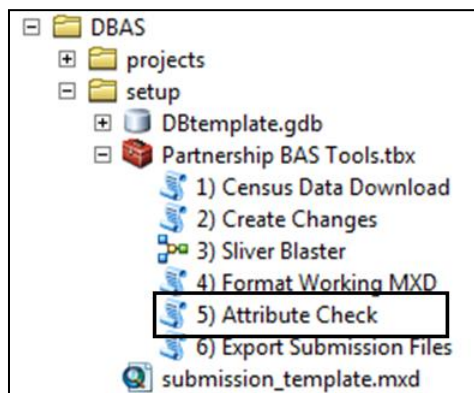 DBAS
projects
setup
DBtemplate.gdb
Partnership BAS Tools.tbx
1) Census Data Download
2) Create Changes
3) Sliver Blaster
4) Format Working MXD
5) Attribute Check
6) Export Submission Files
submission_template.mxd